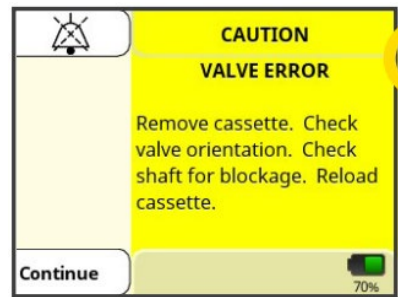 CAUTION
VALVE ERROR
Remove cassette. Check
valve orientation. Check
shaft for blockage. Reload
cassette.
Continue
70%